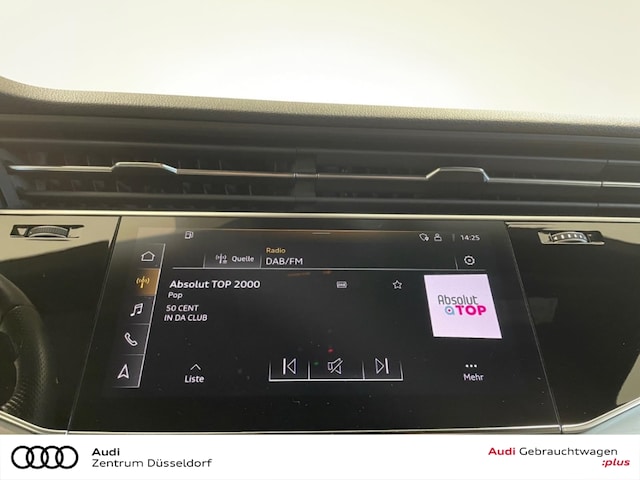 14:25
Quelle
Radio
DAB/FM
Absolut TOP 2000
Pop
50 CENT
IN DA CLUB
Absolut
TOP
Liste
Mehr
Audi
Zentrum Düsseldorf
Audi Gebrauchtwagen
:plus